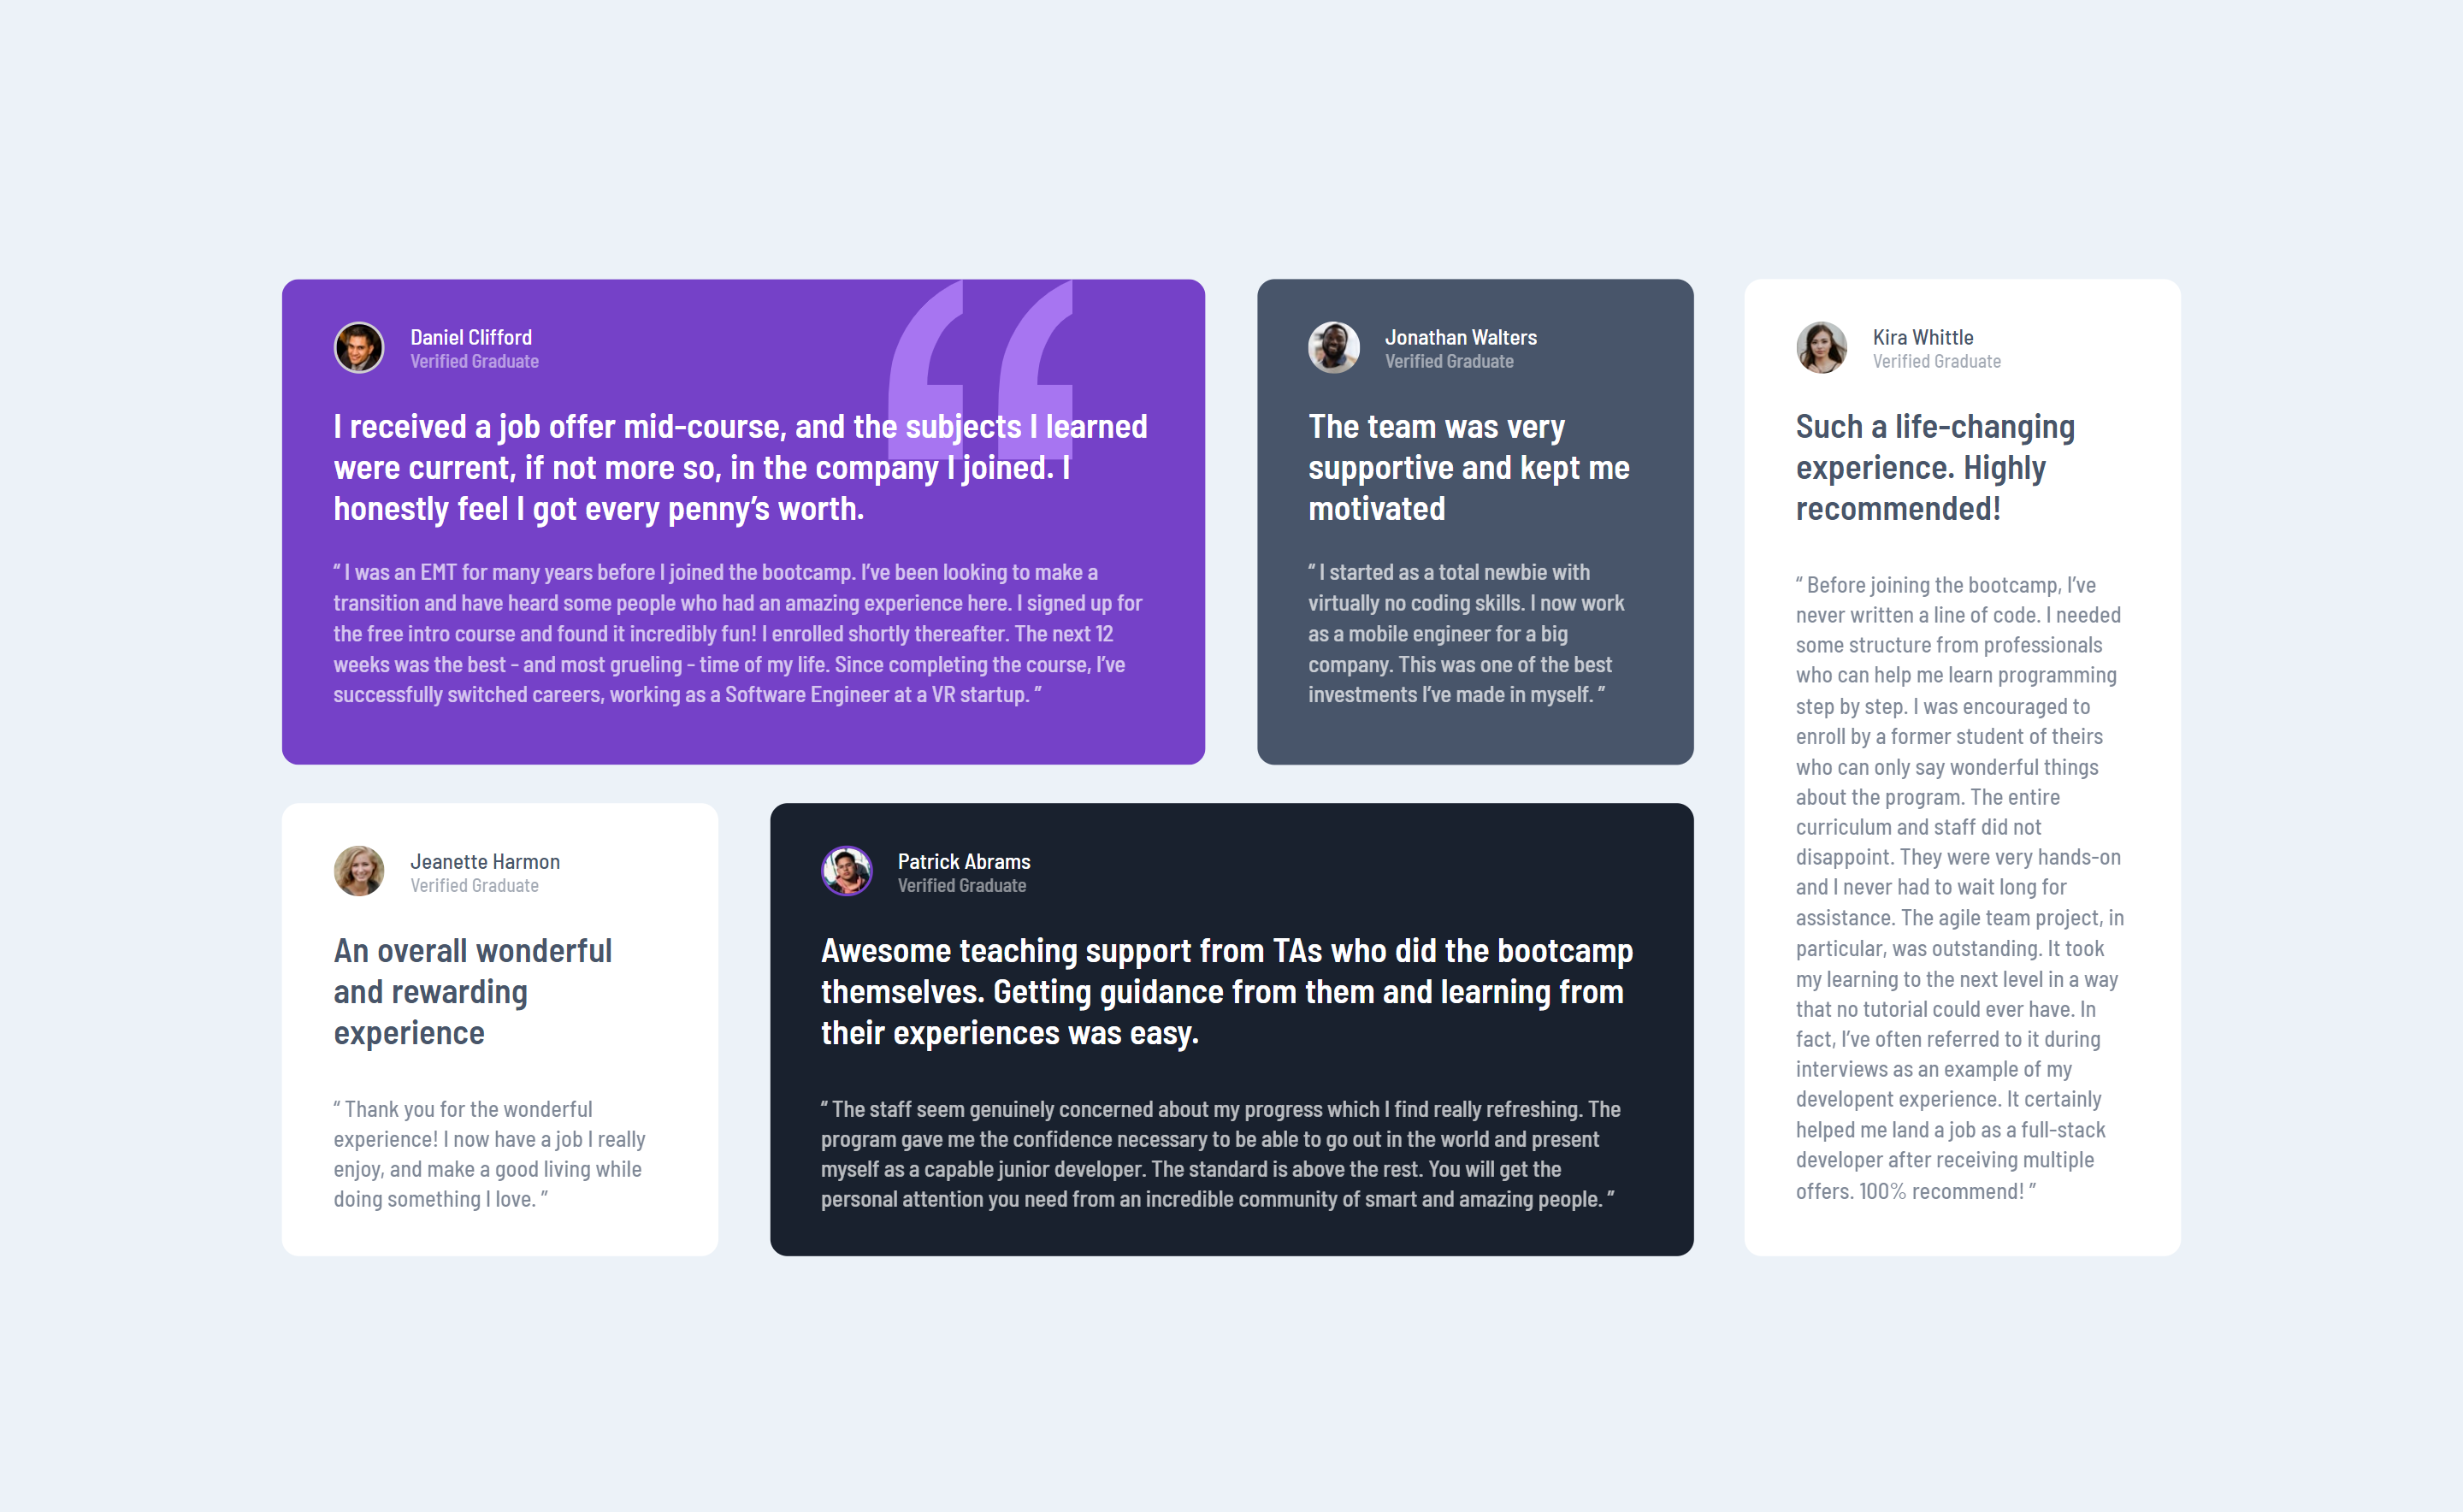 Daniel Clifford
Verified Graduate
I received a job offer mid-course, and the subjects I learned
were current, if not more so, in the company I joined. I
honestly feel I got every penny’s worth.
“ I was an EMT for many years before I joined the bootcamp. I’ve been looking to make a
transition and have heard some people who had an amazing experience here. I signed up for
the free intro course and found it incredibly fun! I enrolled shortly thereafter. The next 12
weeks was the best - and most grueling - time of my life. Since completing the course, I’ve
successfully switched careers, working as a Software Engineer at a VR startup. ”
Jonathan Walters
Verified Graduate
The team was very
supportive and kept me
motivated
“ I started as a total newbie with
virtually no coding skills. I now work
as a mobile engineer for a big
company. This was one of the best
investments I’ve made in myself. ”
Kira Whittle
Verified Graduate
Such a life-changing
experience. Highly
recommended!
“ Before joining the bootcamp, I’ve
never written a line of code. I needed
some structure from professionals
who can help me learn programming
step by step. I was encouraged to
enroll by a former student of theirs
who can only say wonderful things
about the program. The entire
curriculum and staff did not
disappoint. They were very hands-on
and I never had to wait long for
assistance. The agile team project, in
particular, was outstanding. It took
my learning to the next level in a way
that no tutorial could ever have. In
fact, I’ve often referred to it during
interviews as an example of my
developent experience. It certainly
helped me land a job as a full-stack
developer after receiving multiple
offers. 100% recommend! ”
Jeanette Harmon
Verified Graduate
An overall wonderful
and rewarding
experience
“ Thank you for the wonderful
experience! I now have a job I really
enjoy, and make a good living while
doing something I love. ”
Patrick Abrams
Verified Graduate
Awesome teaching support from TAs who did the bootcamp
themselves. Getting guidance from them and learning from
their experiences was easy.
“ The staff seem genuinely concerned about my progress which I find really refreshing. The
program gave me the confidence necessary to be able to go out in the world and present
myself as a capable junior developer. The standard is above the rest. You will get the
personal attention you need from an incredible community of smart and amazing people. ”